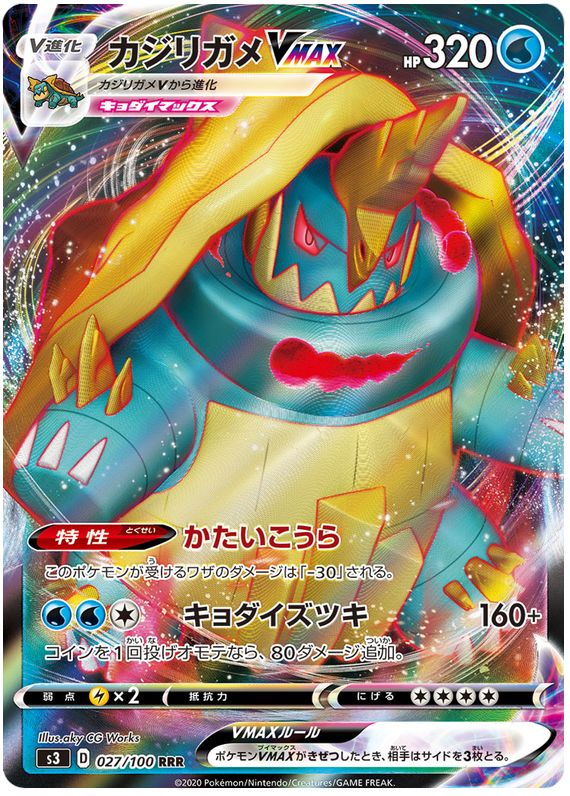 V進化
カジリガメVMAX
HP 320
カジリガメVから進化
キョダイマックス
特性 とくせい かたいこうら
このポケモンが受けるワザのダメージは「-30」される。
キョダイズツキ 160+
コインを1回投げオモテなら、80ダメージ追加。
弱点 ×2 抵抗力 にげる
Illus.aky CG Works
VMAXルール
ポケモンVMAXがきぜつしたとき、相手はサイドを3枚とる。
s3 D 027/100 RRR
©2020 Pokémon/Nintendo/Creatures/GAME FREAK.